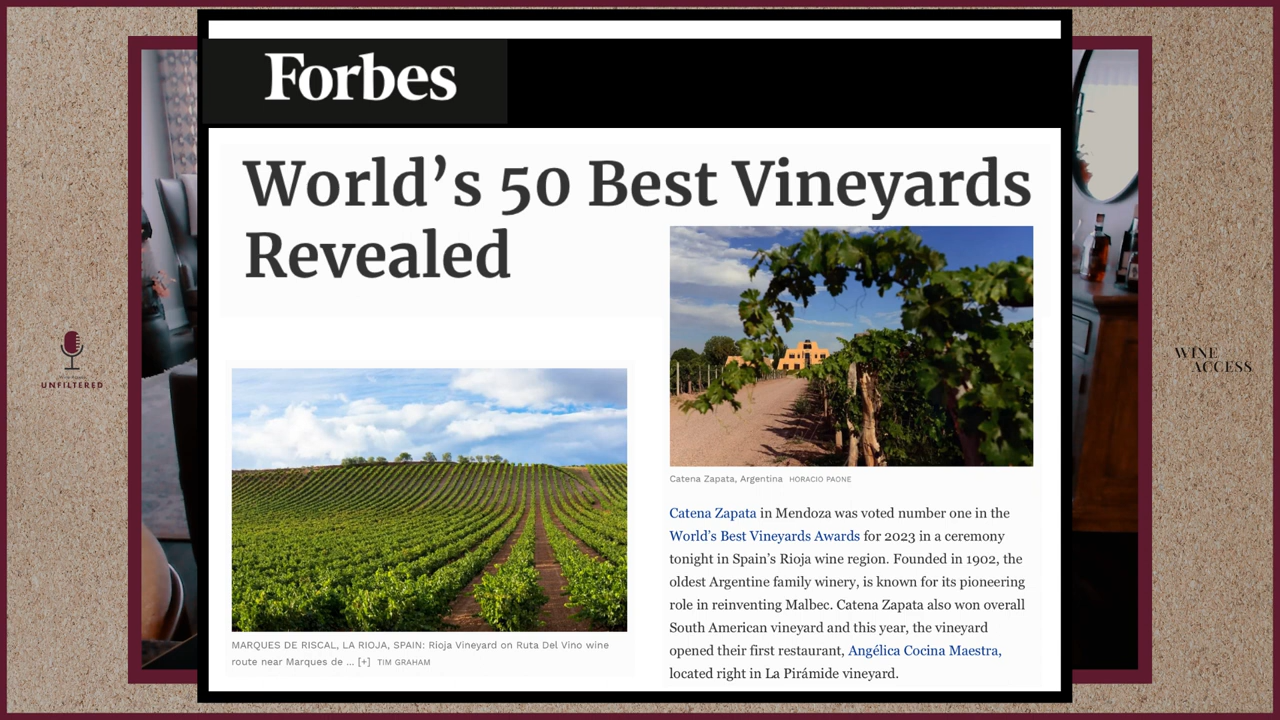 Forbes
World's 50 Best Vineyards
Revealed
MARQUES DE RISCAL, LA RIOJA, SPAIN: Rioja Vineyard on Ruta Del Vino wine
route near Marques de ... [+] TIM GRAHAM
Catena Zapata, Argentina HORACIO PAONE
Catena Zapata in Mendoza was voted number one in the
World's Best Vineyards Awards for 2023 in a ceremony
tonight in Spain's Rioja wine region. Founded in 1902, the
oldest Argentine family winery, is known for its pioneering
role in reinventing Malbec. Catena Zapata also won overall
South American vineyard and this year, the vineyard
opened their first restaurant, Angélica Cocina Maestra,
located right in La Pirámide vineyard.
UNFILTERED
WINE
ACCESS